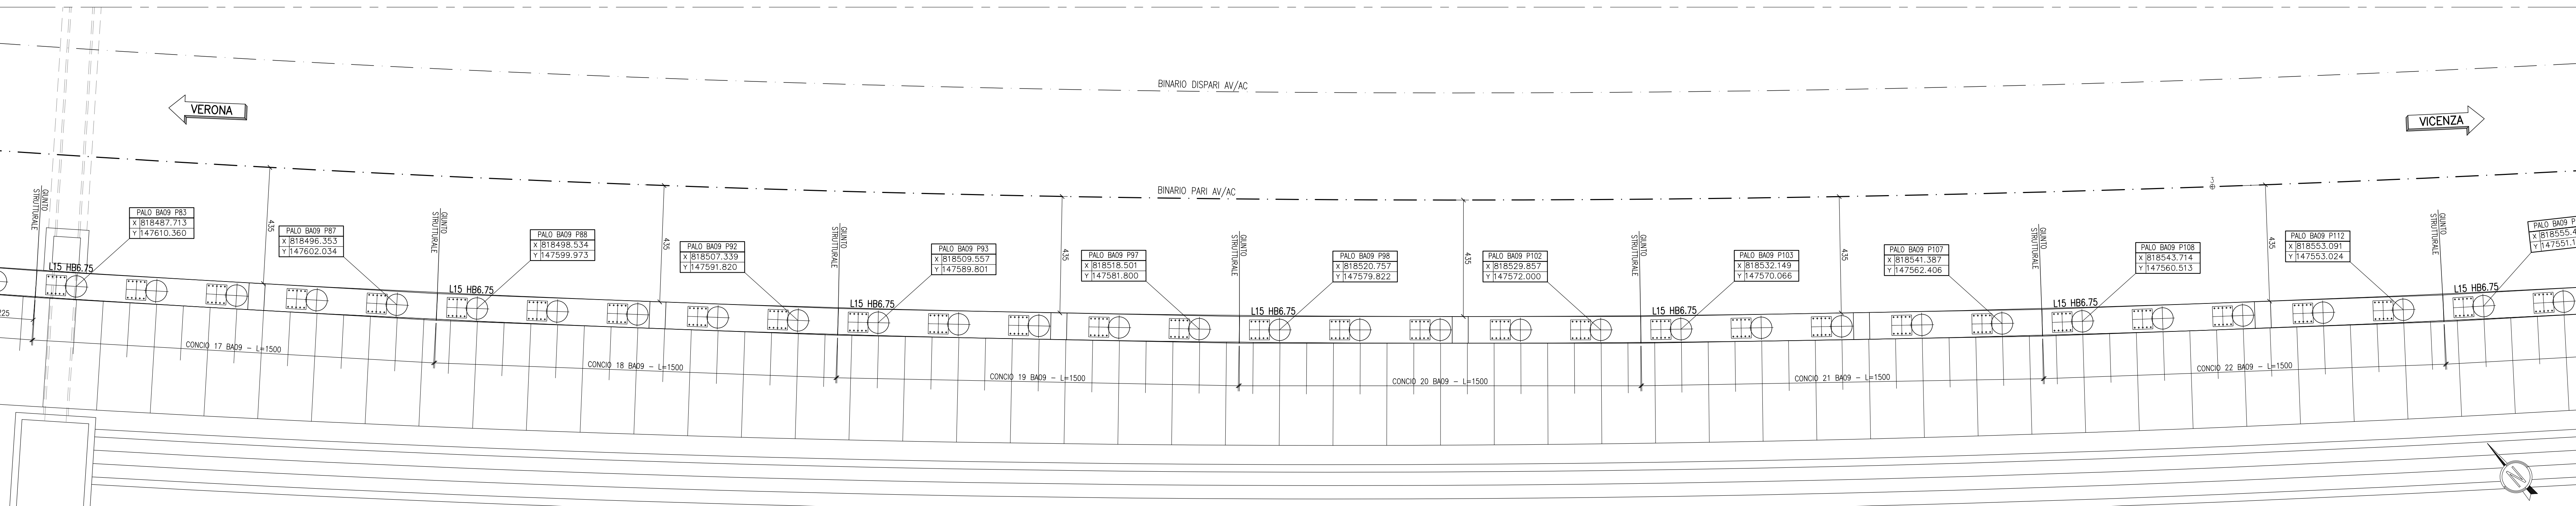 BINARIO DISPARI AV/AC
VERONA
VICENZA
BINARIO PARI AV/AC
3
GIUNTO
STRUTTURALE
PALO BA09 P83
X 818487.713
Y 147610.360
435
PALO BA09 P87
X 818496.353
Y 147602.034
GIUNTO
STRUTTURALE
PALO BA09 P88
X 818498.534
Y 147599.973
435
PALO BA09 P92
X 818507.339
Y 147591.820
GIUNTO
STRUTTURALE
PALO BA09 P93
X 818509.557
Y 147589.801
435
PALO BA09 P97
X 818518.501
Y 147581.800
GIUNTO
STRUTTURALE
PALO BA09 P98
X 818520.757
Y 147579.822
435
PALO BA09 P102
X 818529.857
Y 147572.000
GIUNTO
STRUTTURALE
PALO BA09 P103
X 818532.149
Y 147570.066
435
PALO BA09 P107
X 818541.387
Y 147562.406
GIUNTO
STRUTTURALE
PALO BA09 P108
X 818543.714
Y 147560.513
435
PALO BA09 P112
X 818553.091
Y 147553.024
GIUNTO
STRUTTURALE
PALO BA09 P
X 818555.4
Y 147551.1
L15 HB6.75
L15 HB6.75
L15 HB6.75
L15 HB6.75
L15 HB6.75
L15 HB6.75
L15 HB6.75
225
CONCIO 17 BA09 - L=1500
CONCIO 18 BA09 - L=1500
CONCIO 19 BA09 - L=1500
CONCIO 20 BA09 - L=1500
CONCIO 21 BA09 - L=1500
CONCIO 22 BA09 - L=1500
N